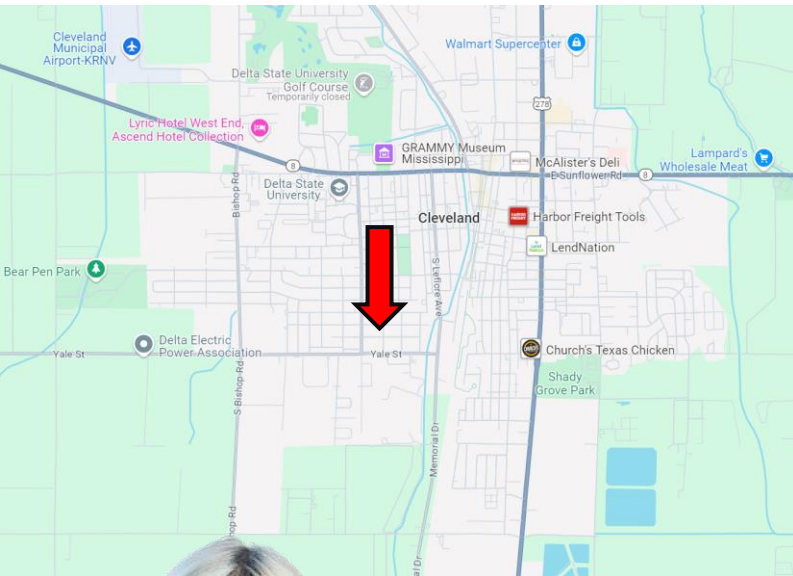 Cleveland
Municipal
Airport-KRNV
Walmart Supercenter
Delta State University
Golf Course
Temporarily closed
278
Lyric Hotel West End,
Ascend Hotel Collection
GRAMMY Museum
Mississippi
McAlister's Deli
Lampard's
Wholesale Meat
8
E Sunflower Rd
8
Bishop Rd
Delta State
University
Cleveland
Harbor Freight Tools
LendNation
Bear Pen Park
S Leflore Ave
Delta Electric
Power Association
Yale St
Yale St
Church's Texas Chicken
Shady
Grove Park
S Bishop Rd
Memorial Dr
op Rd
l Dr